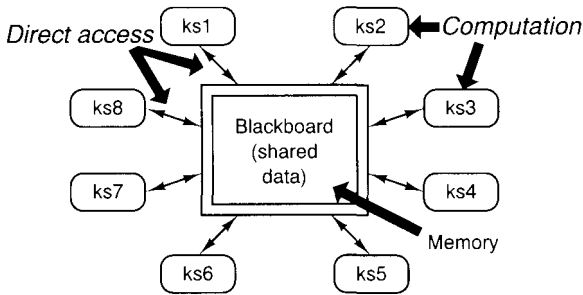 Direct access
ks1
ks2
Computation
ks8
Blackboard
(shared
data)
ks3
ks7
ks4
Memory
ks6
ks5